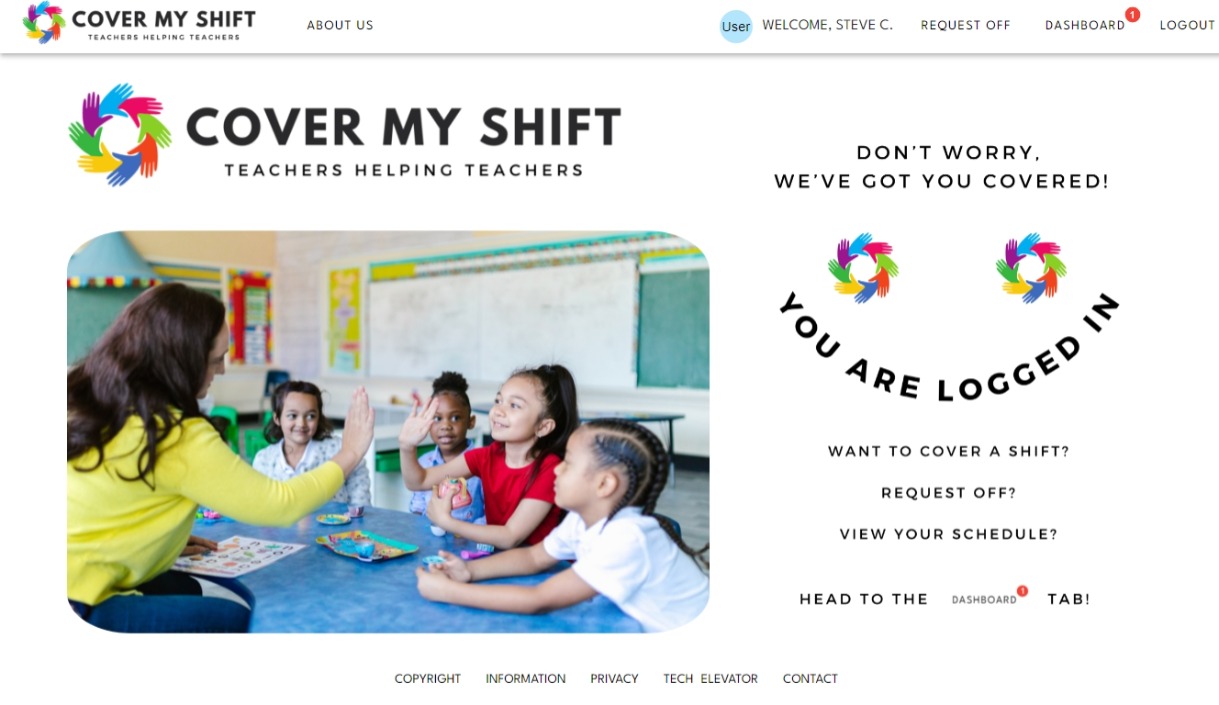 COVER MY SHIFT
TEACHERS HELPING TEACHERS
ABOUT US
User
WELCOME, STEVE C.
REQUEST OFF
DASHBOARD
1
LOGOUT
COVER MY SHIFT
TEACHERS HELPING TEACHERS
DON'T WORRY,
WE'VE GOT YOU COVERED!
YOU ARE LOGGED IN
WANT TO COVER A SHIFT?
REQUEST OFF?
VIEW YOUR SCHEDULE?
HEAD TO THE DASHBOARD 1 TAB!
COPYRIGHT INFORMATION PRIVACY TECH ELEVATOR CONTACT